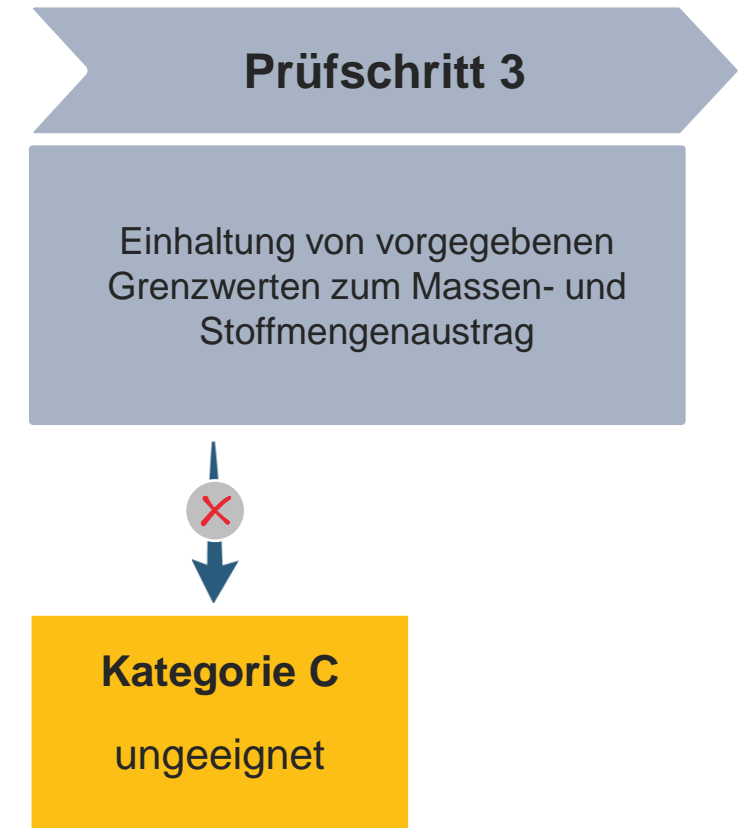 Prüfschritt 3
Einhaltung von vorgegebenen
Grenzwerten zum Massen- und
Stoffmengenaustrag
Kategorie C
ungeeignet